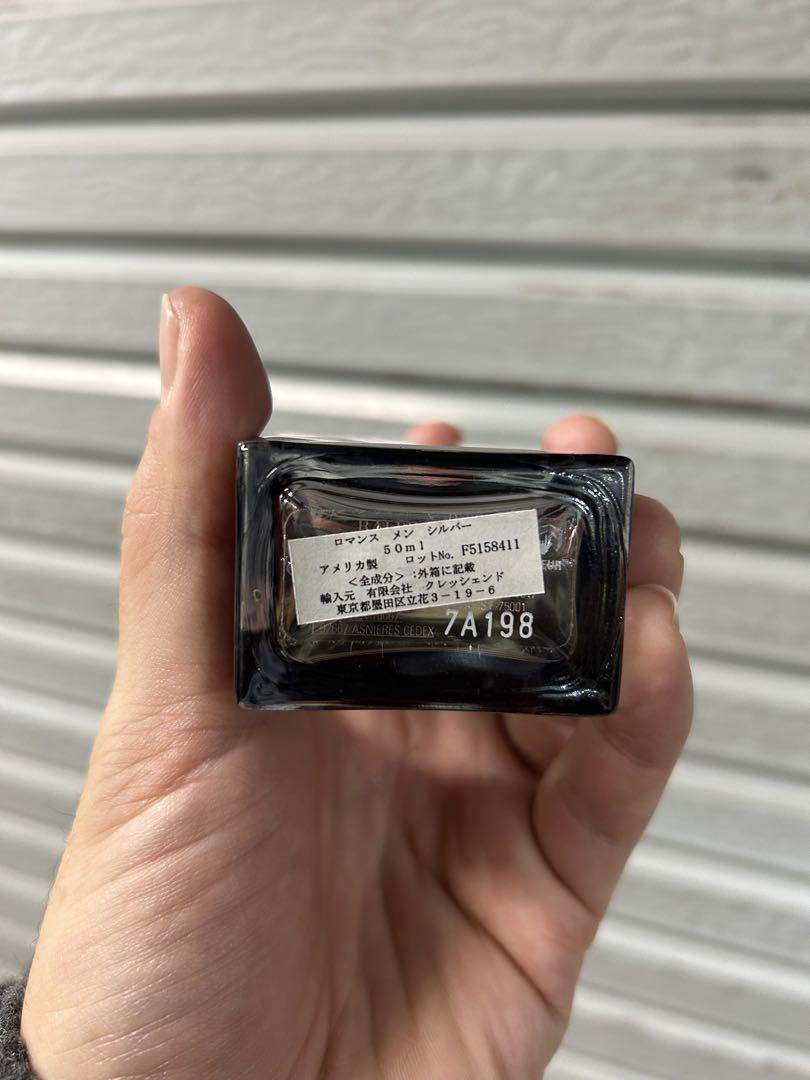 ロマンス メン シルバー
50ml
アメリカ製 ロットNo. F5158411
<全成分>:外箱に記載
輸入元 有限会社 クレッシェンド
東京都墨田区立花3-19-6
75001
ASNIERES CEDEX 7A198